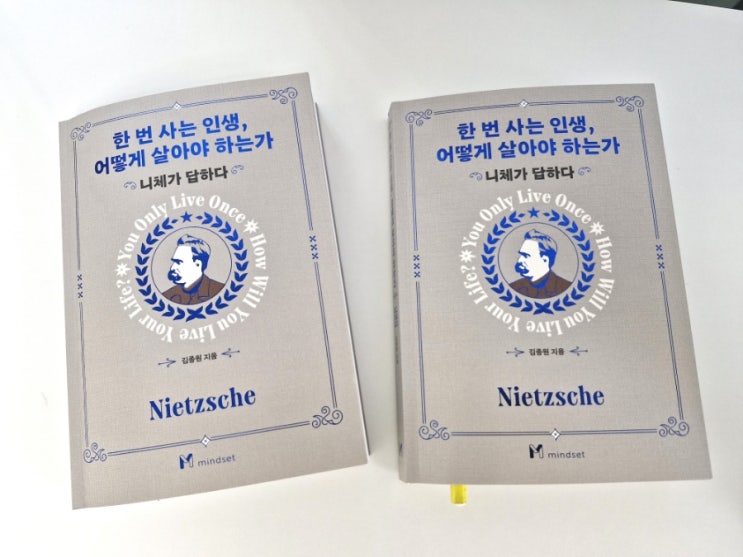 한 번 사는 인생,
어떻게 살아야 하는가
니체가 답하다
You Only Live Once
How Will You Live Your Life?
김종원 지음
Nietzsche
mindset
한 번 사는 인생,
어떻게 살아야 하는가
니체가 답하다
You Only Live Once
How Will You Live Your Life?
김종원 지음
Nietzsche
mindset